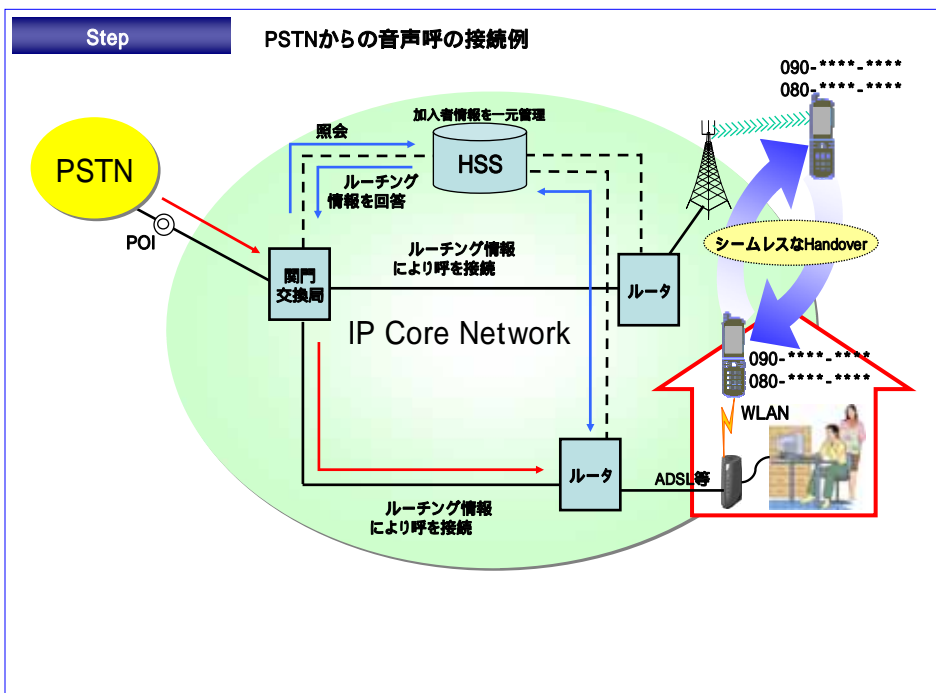 Step
PSTNからの音声呼の接続例
090-****-****
080-****-****
加入者情報を一元管理
照会
HSS
PSTN
ルーチング
情報を回答
POI
シームレスなHandover
ルーチング情報
により呼を接続
関門
交換局
ルータ
IP Core Network
090-****-****
080-****-****
WLAN
ルータ
ADSL等
ルーチング情報
により呼を接続